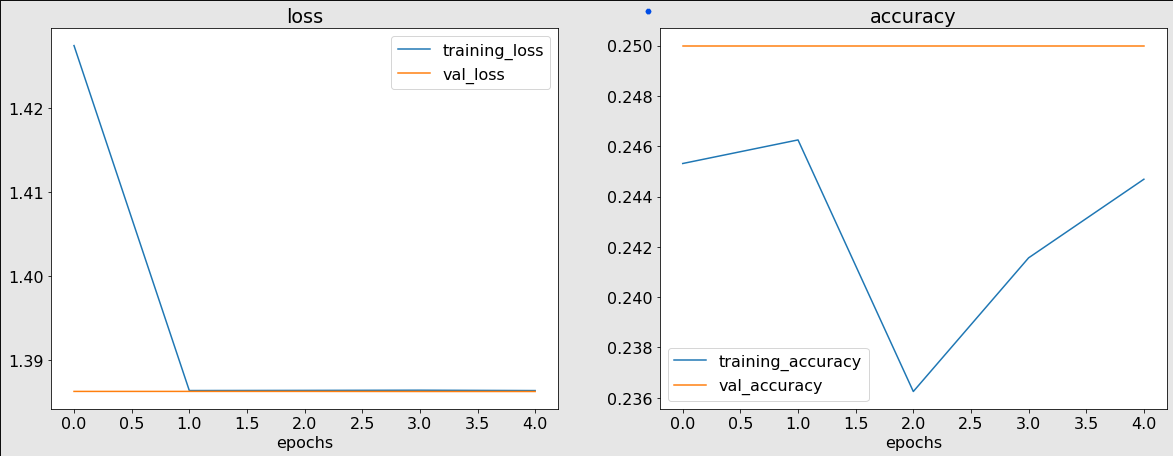 loss
training_loss
val_loss
1.42
1.41
1.40
1.39
0.0 0.5 1.0 1.5 2.0 2.5 3.0 3.5 4.0
epochs
accuracy
0.250
0.248
0.246
0.244
0.242
0.240
0.238
0.236
training_accuracy
val_accuracy
0.0 0.5 1.0 1.5 2.0 2.5 3.0 3.5 4.0
epochs